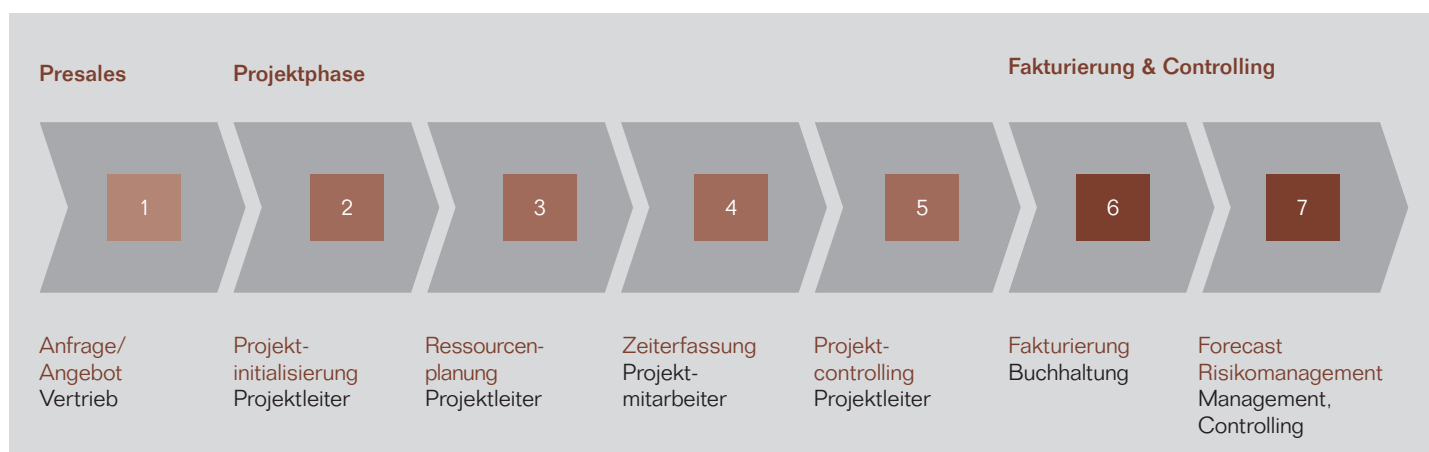 Presales
Projektphase
Fakturierung & Controlling
1
2
3
4
5
6
7
Anfrage/
Angebot
Vertrieb
Projekt-
initialisierung
Projektleiter
Ressourcen-
planung
Projektleiter
Zeiterfassung
Projekt-
mitarbeiter
Projekt-
controlling
Projektleiter
Fakturierung
Buchhaltung
Forecast
Risikomanagement
Management,
Controlling